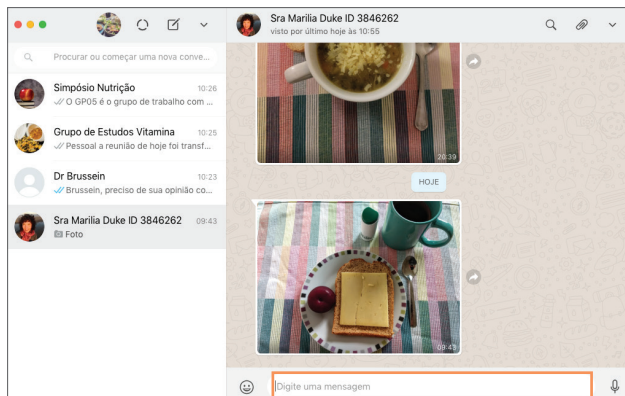 Sra Marilia Duke ID 3846262
visto por último hoje às 10:55
Procurar ou começar uma nova conve...
Simpósio Nutrição 10:26
O GP05 é o grupo de trabalho com ...
Grupo de Estudos Vitamina 10:25
Pessoal a reunião de hoje foi transf...
Dr Brussein 10:23
Brussein, preciso de sua opinião co...
Sra Marilia Duke ID 3846262 09:43
Foto
20:39
HOJE
09:43
Digite uma mensagem